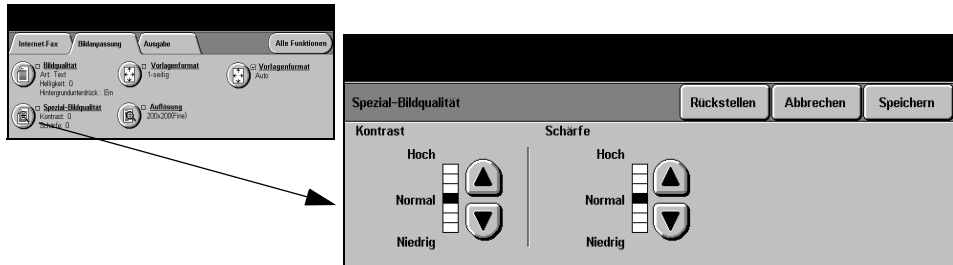 Internet-Fax
Bildanpassung
Ausgabe
Alle Funktionen
Bildqualität
Art: Text
Helligkeit: 0
Hintergrundunterdrück.: Ein
Vorlagenformat
1-seitig
Vorlagenformat
Auto
Spezial-Bildqualität
Kontrast: 0
Schärfe: 0
Auflösung
200x200(Fine)
Spezial-Bildqualität
Rückstellen
Abbrechen
Speichern
Kontrast
Hoch
Normal
Niedrig
Schärfe
Hoch
Normal
Niedrig